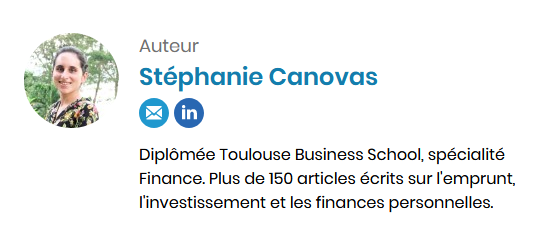 Auteur
Stéphanie Canovas
in
Diplômée Toulouse Business School, spécialité
Finance. Plus de 150 articles écrits sur l'emprunt,
l'investissement et les finances personnelles.